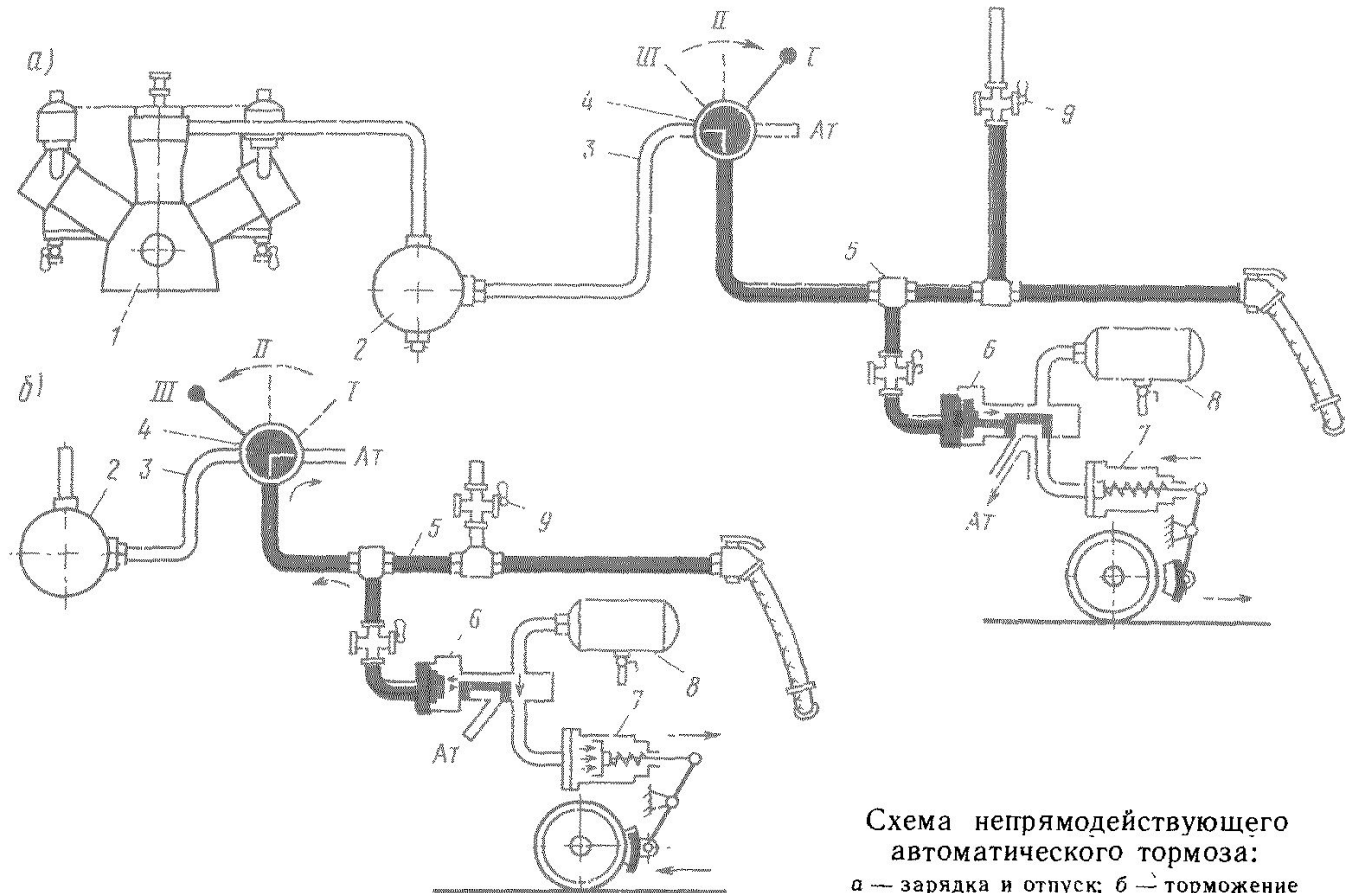 а)
II
III
I
4
Ат
3
9
5
1
2
6
8
7
Ат
б)
II
III
I
4
Ат
2
3
9
5
6
8
7
Ат
Схема непрямодействующего
автоматического тормоза:
а — зарядка и отпуск; б — торможение